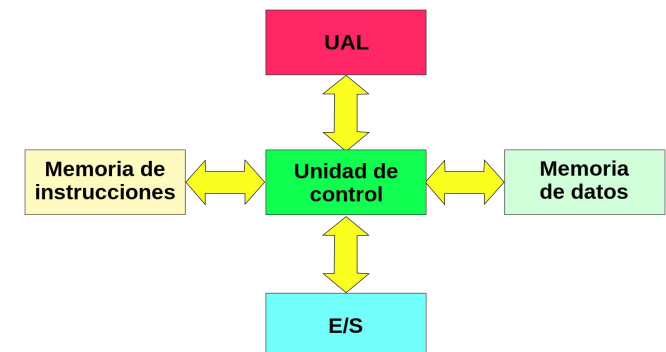 UAL
Memoria de
instrucciones
Unidad de
control
Memoria
de datos
E/S